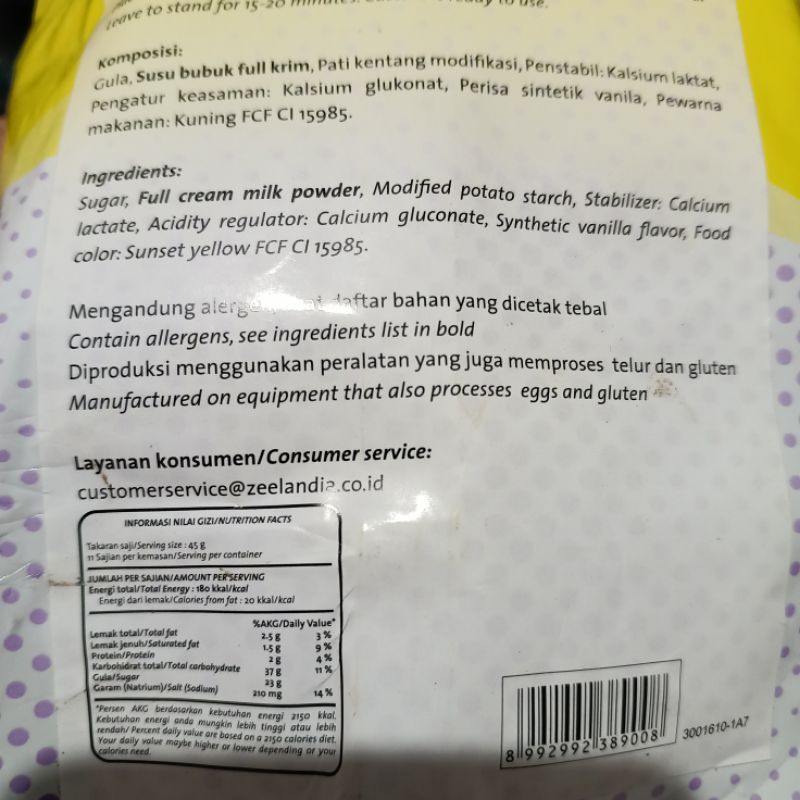 leave to stand for 15-20
Komposisi:
Gula, Susu bubuk full krim, Pati kentang modifikasi, Penstabil: Kalsium laktat,
Pengatur keasaman: Kalsium glukonat, Perisa sintetik vanila, Pewarna
makanan: Kuning FCF CI 15985.
Ingredients:
Sugar, Full cream milk powder, Modified potato starch, Stabilizer: Calcium
lactate, Acidity regulator: Calcium gluconate, Synthetic vanilla flavor, Food
color: Sunset yellow FCF CI 15985.
Mengandung daftar bahan yang dicetak tebal
Contain allergens, see ingredients list in bold
Diproduksi menggunakan peralatan yang juga memproses telur dan gluten
Manufactured on equipment that also processes eggs and gluten
Layanan konsumen/Consumer service:
customerservice@zeelandia.co.id
INFORMASI NILAI GIZI/NUTRITION FACTS
Takaran saji/Serving size : 45 g
11 Sajian per kemasan/Serving per container
JUMLAH PER SAJIAN/AMOUNT PER SERVING
Energi total/Total Energy : 180 kkal/kcal
Energi dari lemak/Calories from fat : 20 kkal/kcal
%AKG/Daily Value*
Lemak total/Total fat 2.5 g 3 %
Lemak jenuh/Saturated fat 1.5 g 9 %
Protein/Protein 2 g 4 %
Karbohidrat total/Total carbohydrate 37 g 11 %
Gula/Sugar 23 g
Garam (Natrium)/Salt (Sodium) 210 mg 14 %
*Persen AKG berdasarkan kebutuhan energi 2150 kkal.
Kebutuhan energi anda mungkin lebih tinggi atau lebih
rendah/ Percent daily value are based on a 2150 calories diet.
Your daily value maybe higher or lower depending or your
calories need.
8 992992 389008
3001610-1A7